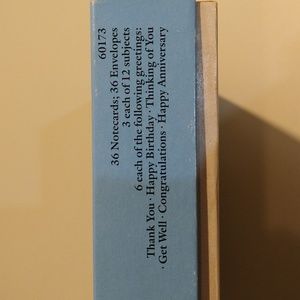 60173
36 Notecards; 36 Envelopes
3 each of 12 subjects
6 each of the following greetings:
Thank You · Happy Birthday · Thinking of You
· Get Well · Congratulations · Happy Anniversary